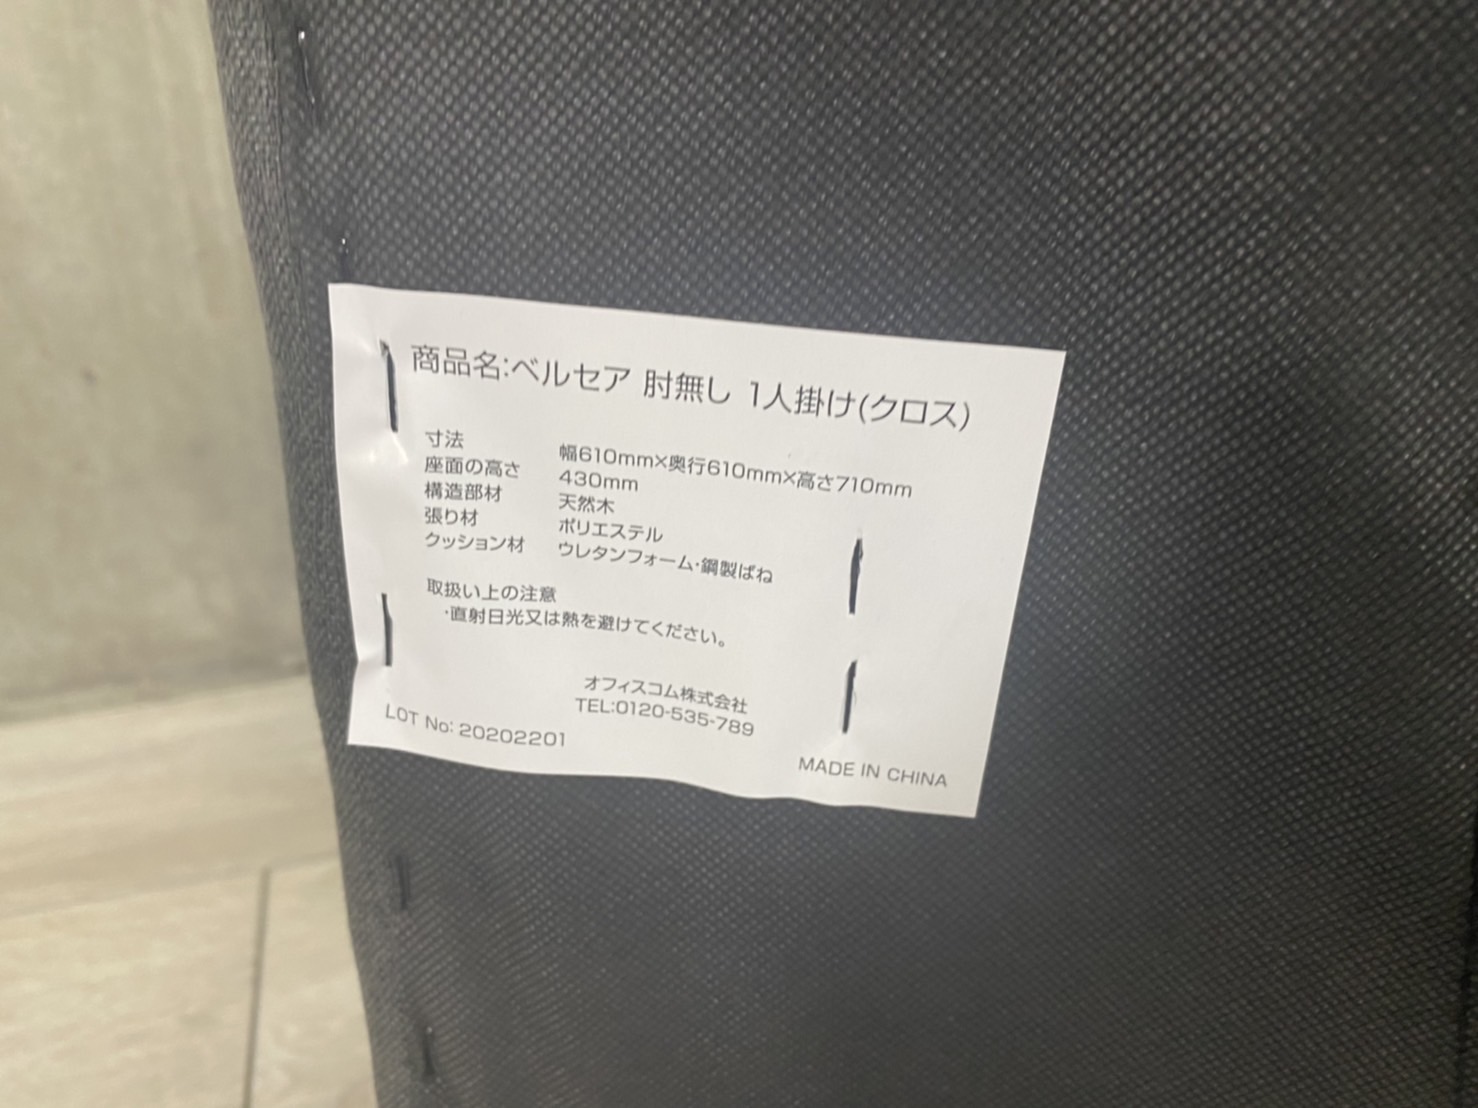 商品名:ベルセア 肘無し 1人掛け(クロス)
寸法 幅610mm×奥行610mm×高さ710mm
座面の高さ 430mm
構造部材 天然木
張り材 ポリエステル
クッション材 ウレタンフォーム・鋼製ばね
取扱い上の注意
・直射日光又は熱を避けてください。
オフィスコム株式会社
TEL:0120-535-789
LOT No: 20202201
MADE IN CHINA